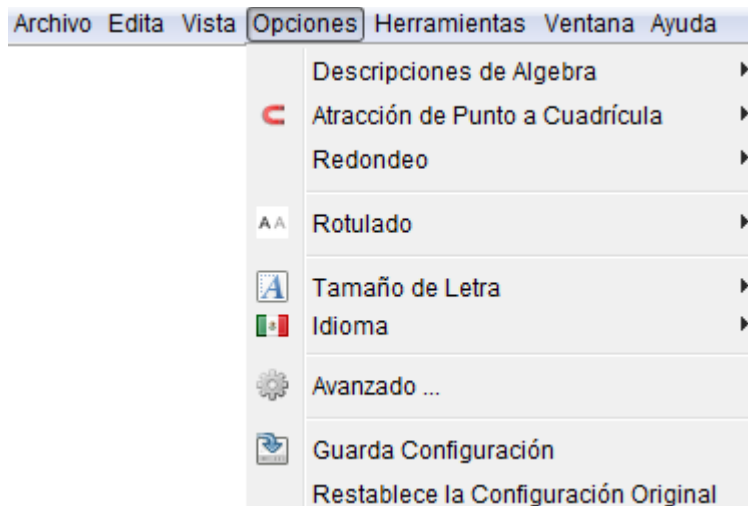 Archivo Edita Vista Opciones Herramientas Ventana Ayuda
Descripciones de Algebra
Atracción de Punto a Cuadrícula
Redondeo
AA Rotulado
A Tamaño de Letra
Idioma
Avanzado ...
Guarda Configuración
Restablece la Configuración Original